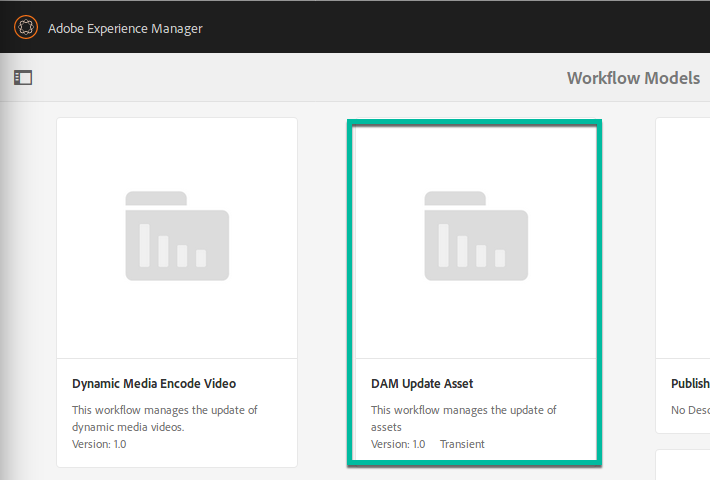 Adobe Experience Manager
Workflow Models
Dynamic Media Encode Video
This workflow manages the update of
dynamic media videos.
Version: 1.0
DAM Update Asset
This workflow manages the update of
assets
Version: 1.0 Transient
Publish
No Desc